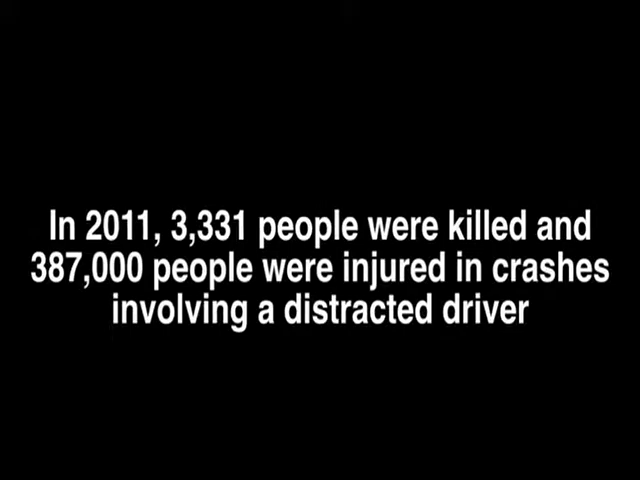 In 2011, 3,331 people were killed and
387,000 people were injured in crashes
involving a distracted driver